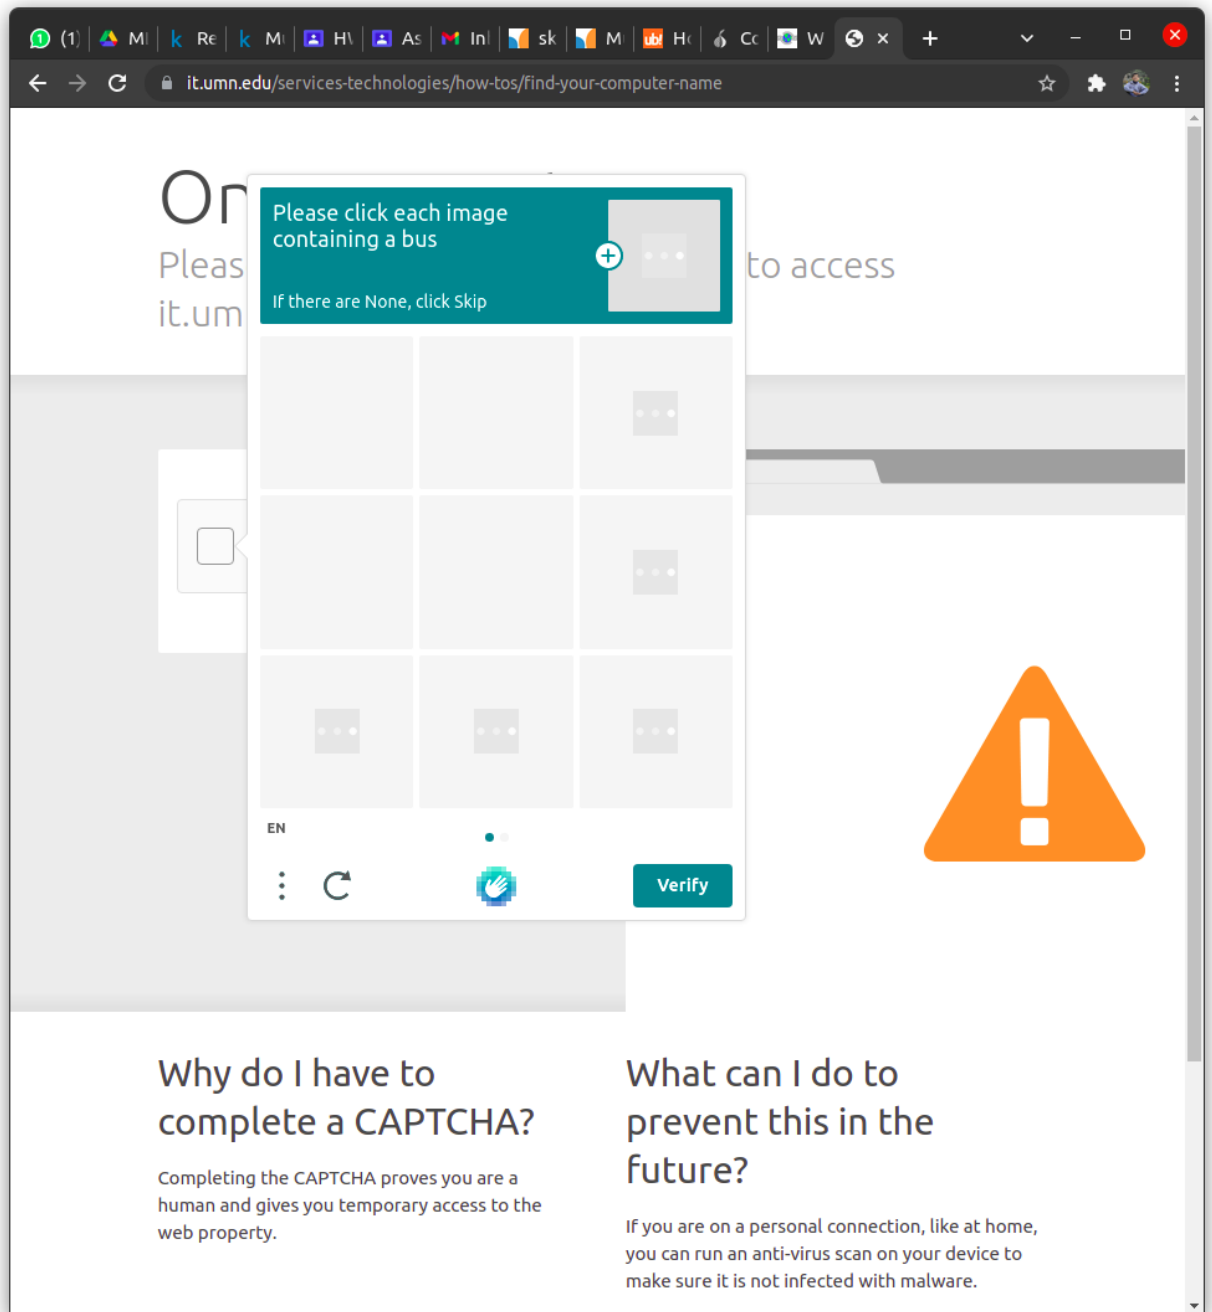 (1)
it.umn.edu/services-technologies/how-tos/find-your-computer-name
Please click each image
containing a bus
If there are None, click Skip
to access
EN
Verify
Why do I have to
complete a CAPTCHA?
Completing the CAPTCHA proves you are a
human and gives you temporary access to the
web property.
What can I do to
prevent this in the
future?
If you are on a personal connection, like at home,
you can run an anti-virus scan on your device to
make sure it is not infected with malware.